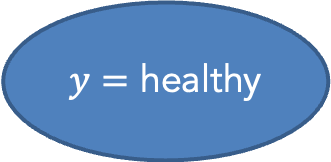 y = healthy